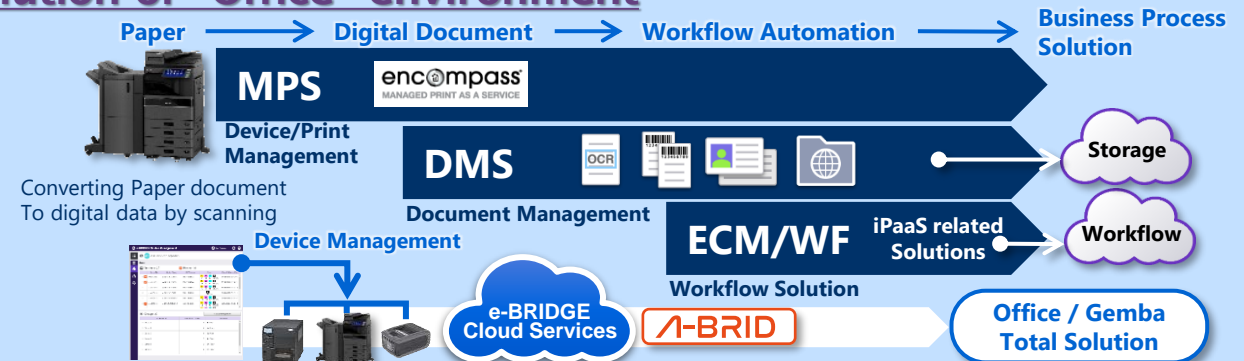 "Office" environment
Paper
Digital Document
Workflow Automation
Business Process
Solution
MPS
encompass
MANAGED PRINT AS A SERVICE
Device/Print
Management
DMS
OCR
Storage
Converting Paper document
To digital data by scanning
Document Management
ECM/WF
iPaaS related
Solutions
Workflow
Device Management
Workflow Solution
e-BRIDGE
Cloud Services
A-BRID
Office / Gemba
Total Solution